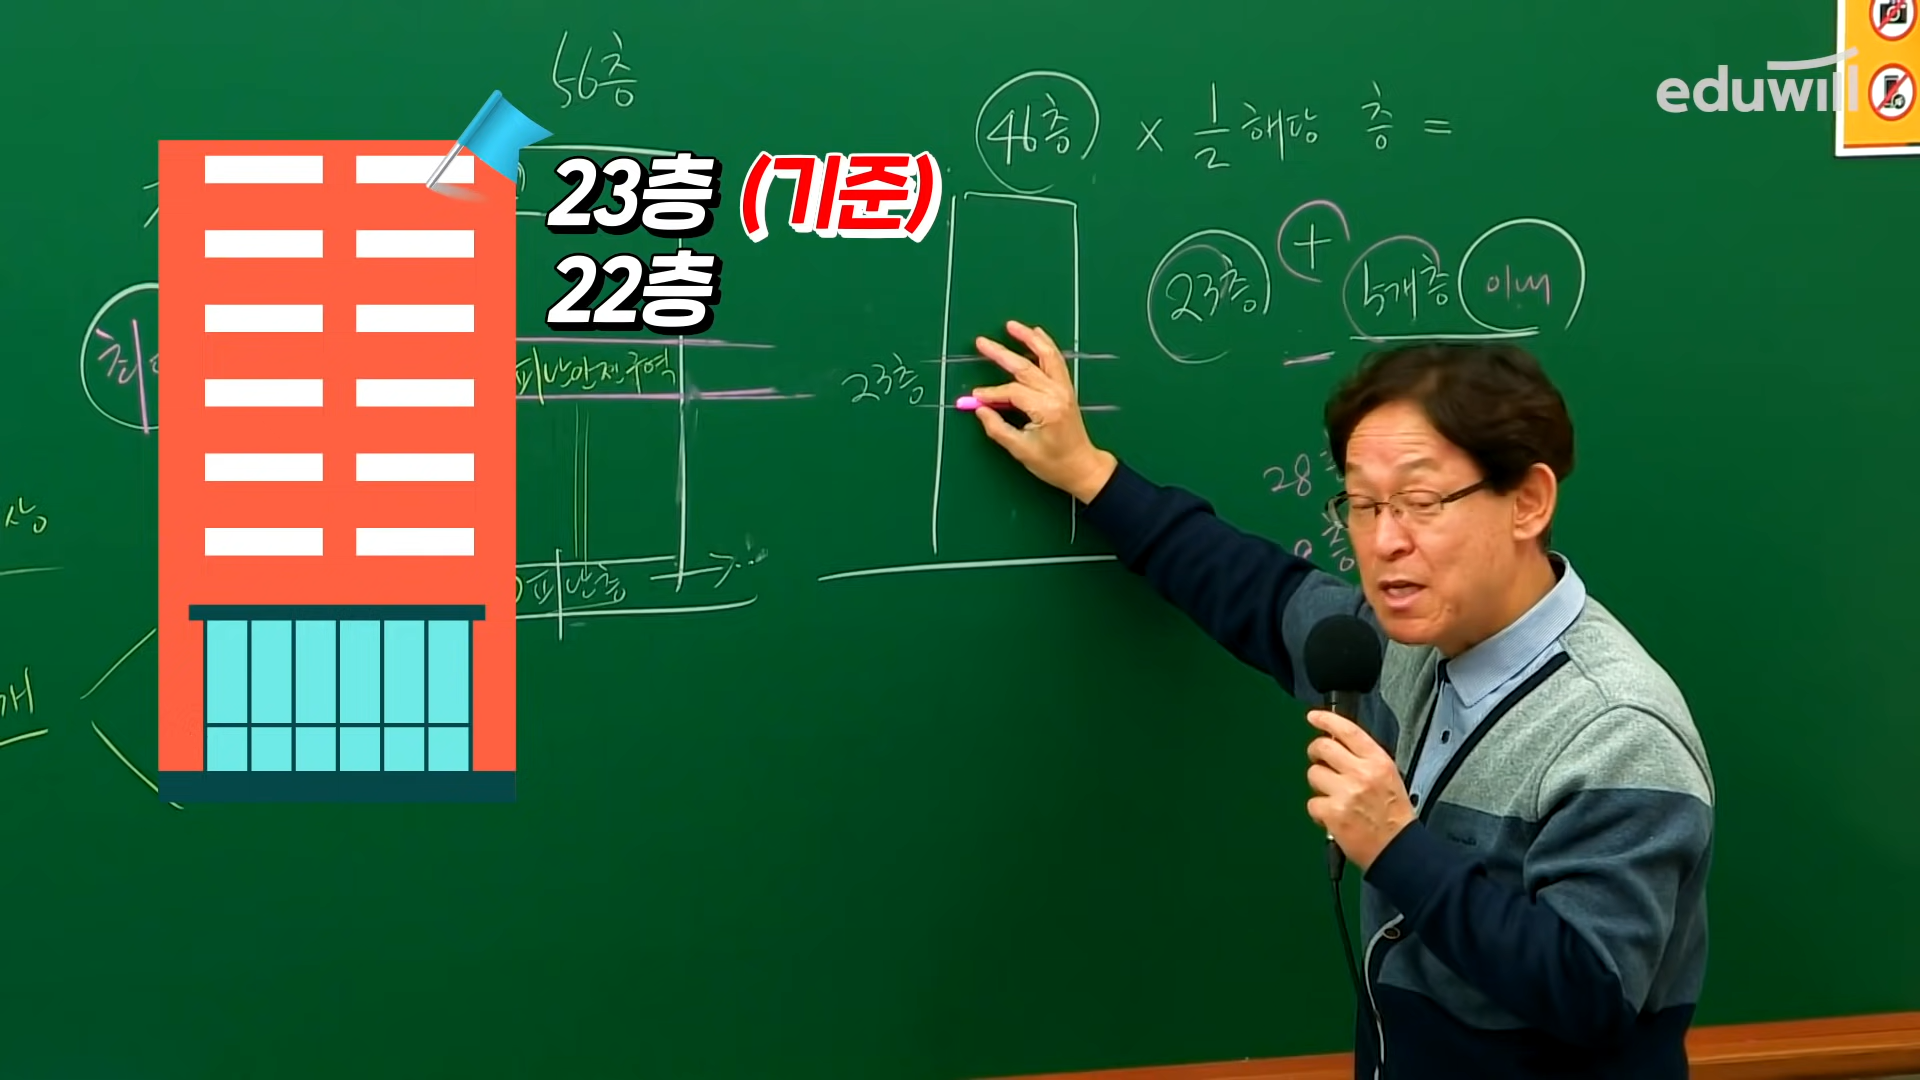 eduwill
56층
46층 × 1/2 해당 층 =
23층 (기준)
22층
23층 + 5개층 이내
피난안전구역
23층
28
피난층